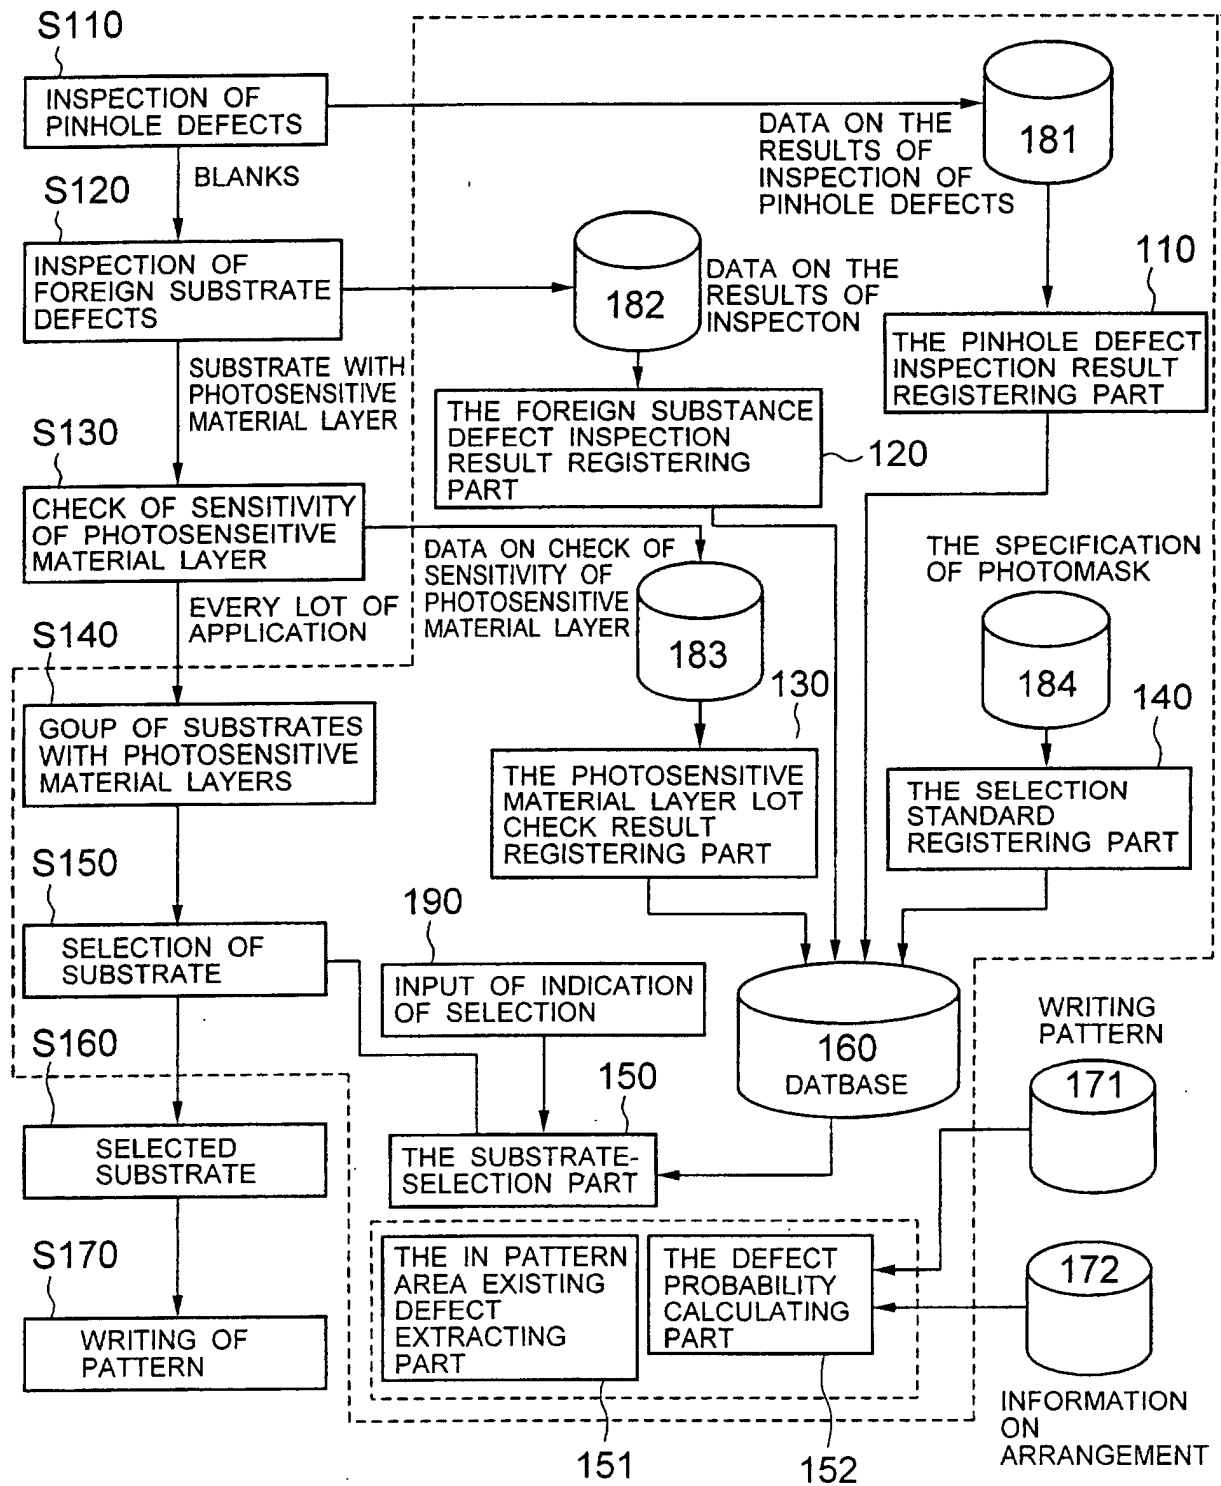 S110
INSPECTION OF
PINHOLE DEFECTS
BLANKS
S120
INSPECTION OF
FOREIGN SUBSTRATE
DEFECTS
SUBSTRATE WITH
PHOTOSENSITIVE
MATERIAL LAYER
S130
CHECK OF SENSITIVITY
OF PHOTOSENSEITIVE
MATERIAL LAYER
EVERY LOT OF
APPLICATION
S140
GOUP OF SUBSTRATES
WITH PHOTOSENSITIVE
MATERIAL LAYERS
S150
SELECTION OF
SUBSTRATE
S160
SELECTED
SUBSTRATE
S170
WRITING OF
PATTERN
181
DATA ON THE
RESULTS OF
INSPECTION OF
PINHOLE DEFECTS
182
DATA ON THE
RESULTS OF
INSPECTON
110
THE PINHOLE DEFECT
INSPECTION RESULT
REGISTERING PART
THE FOREIGN SUBSTANCE
DEFECT INSPECTION
RESULT REGISTERING
PART
120
DATA ON CHECK OF
SENSITIVITY OF
PHOTOSENSITIVE
MATERIAL LAYER
183
THE SPECIFICATION
OF PHOTOMASK
184
130
THE PHOTOSENSITIVE
MATERIAL LAYER LOT
CHECK RESULT
REGISTERING PART
140
THE SELECTION
STANDARD
REGISTERING PART
190
INPUT OF INDICATION
OF SELECTION
160
DATBASE
150
THE SUBSTRATE-
SELECTION PART
WRITING
PATTERN
171
172
INFORMATION
ON
ARRANGEMENT
THE IN PATTERN
AREA EXISTING
DEFECT
EXTRACTING
PART
151
THE DEFECT
PROBABILITY
CALCULATING
PART
152